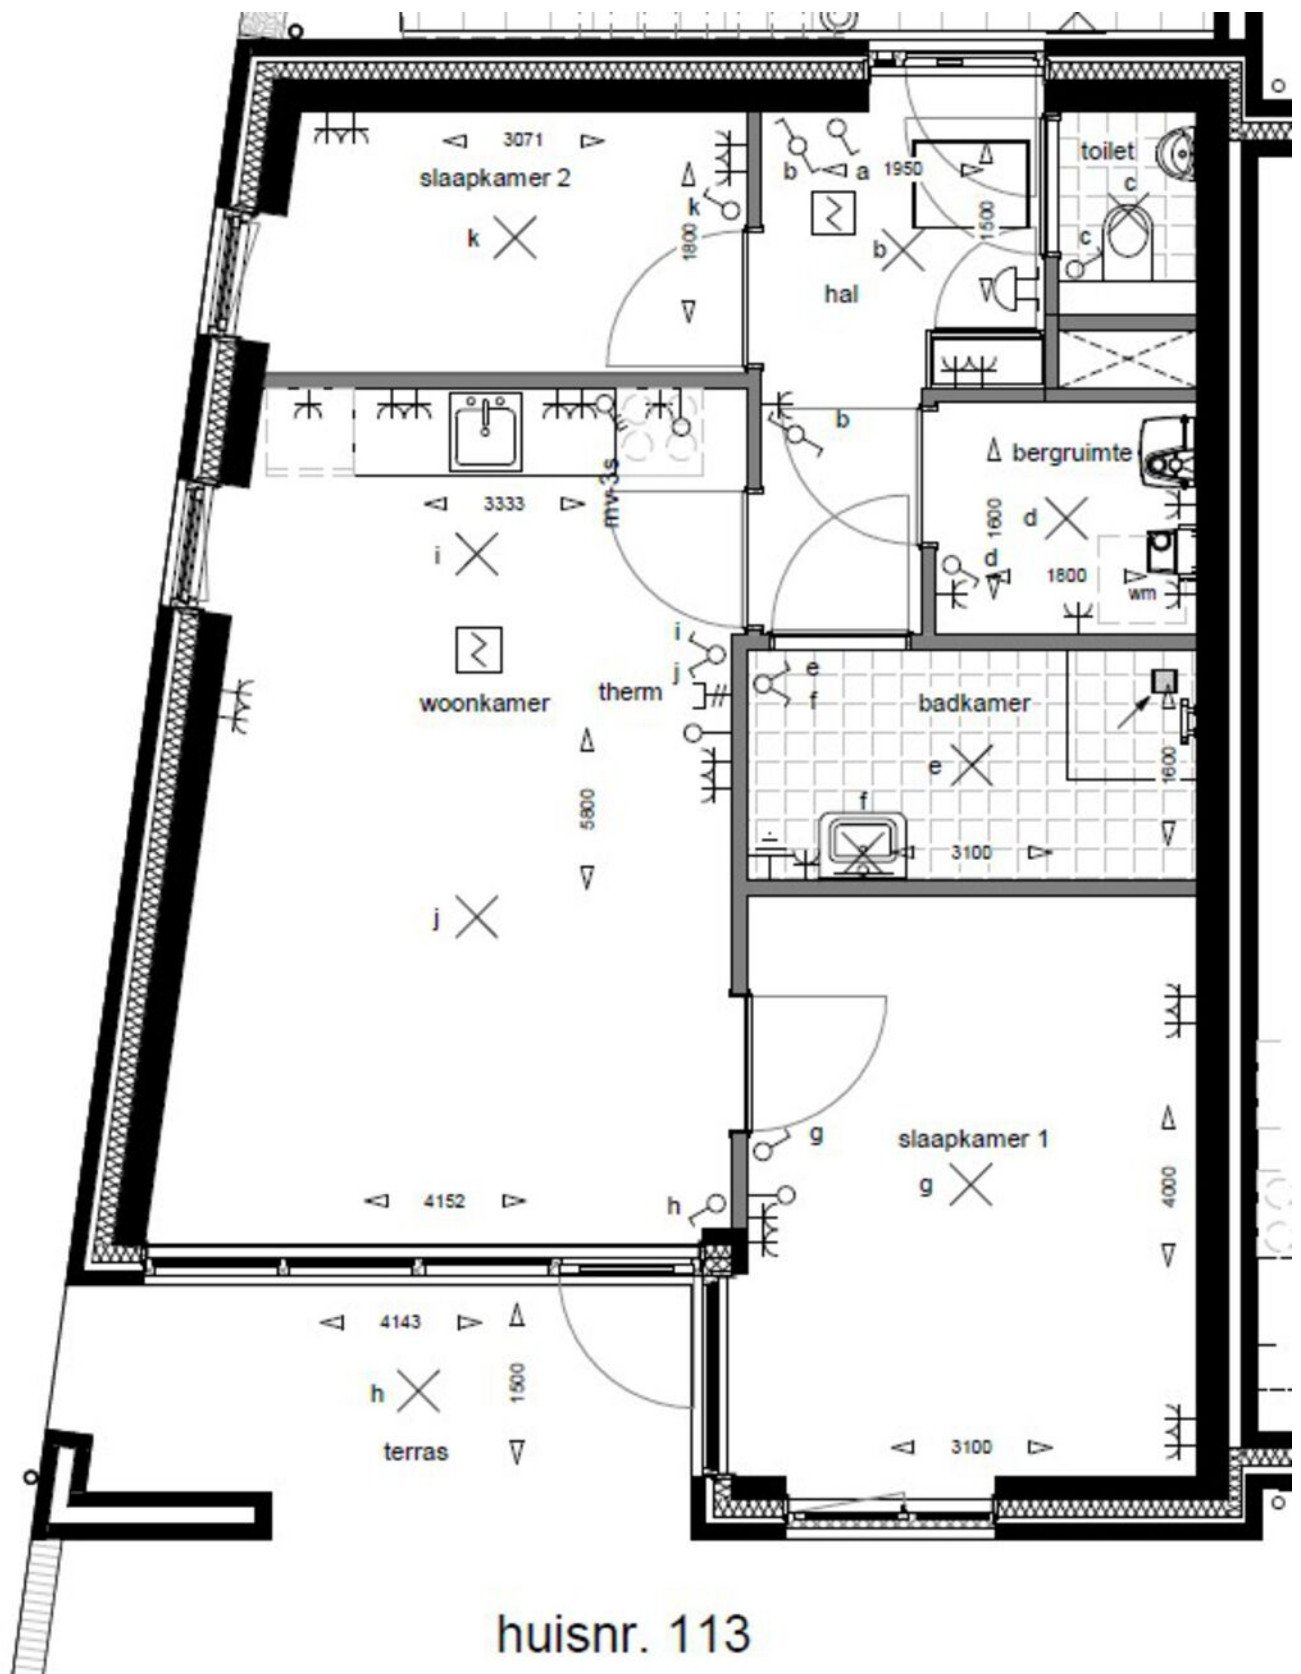 3071
slaapkamer 2
k
k
1800
b
a
1950
b
1500
hal
toilet
c
c
b
bergruimte
d
1600
d
1800
wm
mv-3s
3333
i
i
j
therm
woonkamer
5800
j
e
f
badkamer
e
1600
f
3100
g
slaapkamer 1
g
4000
4152
h
4143
h
1500
terras
3100
huisnr. 113